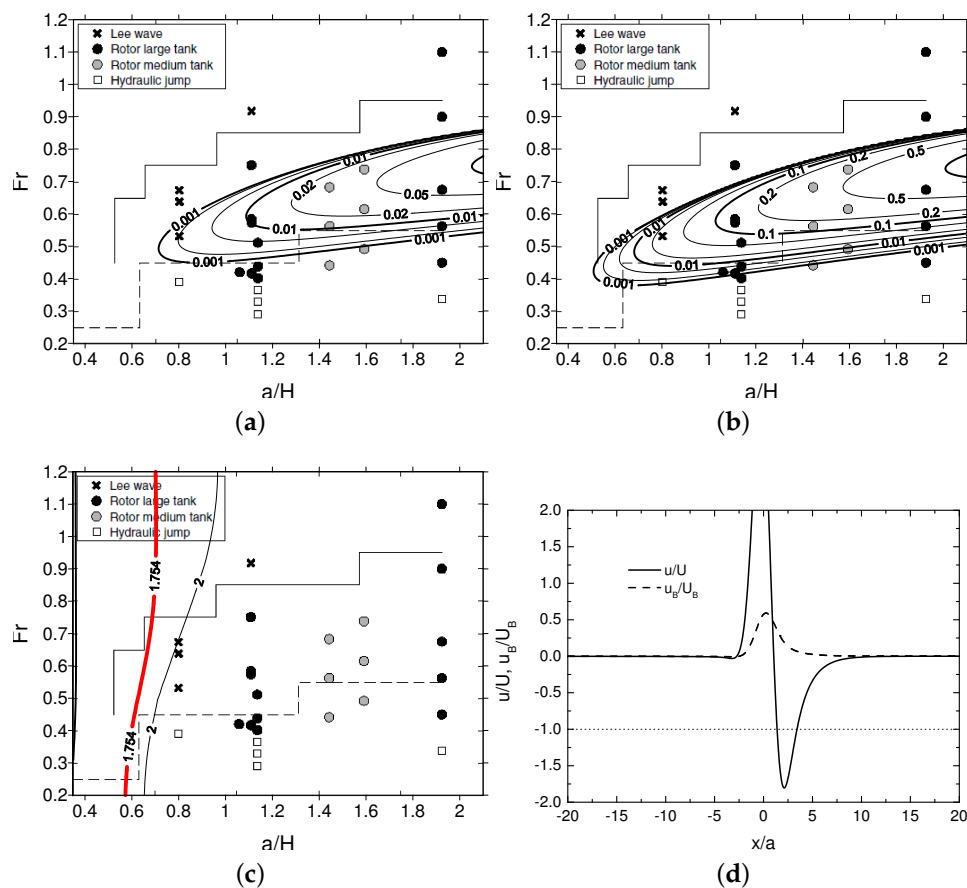 1.2
1.1
1
0.9
0.8
0.7
0.6
0.5
0.4
0.3
0.2
Fr
Lee wave
Rotor large tank
Rotor medium tank
Hydraulic jump
0.001
0.01
0.02
0.05
0.02
0.01
0.01
0.001
0.001
0.4 0.6 0.8 1 1.2 1.4 1.6 1.8 2
a/H
(a)
1.2
1.1
1
0.9
0.8
0.7
0.6
0.5
0.4
0.3
0.2
Fr
Lee wave
Rotor large tank
Rotor medium tank
Hydraulic jump
0.001
0.01
0.1
0.2
0.5
0.2
0.5
0.2
0.1
0.1
0.01
0.01
0.001
0.001
0.4 0.6 0.8 1 1.2 1.4 1.6 1.8 2
a/H
(b)
1.2
1.1
1
0.9
0.8
0.7
0.6
0.5
0.4
0.3
0.2
Fr
Lee wave
Rotor large tank
Rotor medium tank
Hydraulic jump
1.754
2
1.754
2
0.4 0.6 0.8 1 1.2 1.4 1.6 1.8 2
a/H
(c)
2.0
1.5
1.0
0.5
0.0
-0.5
-1.0
-1.5
-2.0
u/U, u_B/U_B
u/U
u_B/U_B
-20 -15 -10 -5 0 5 10 15 20
x/a
(d)